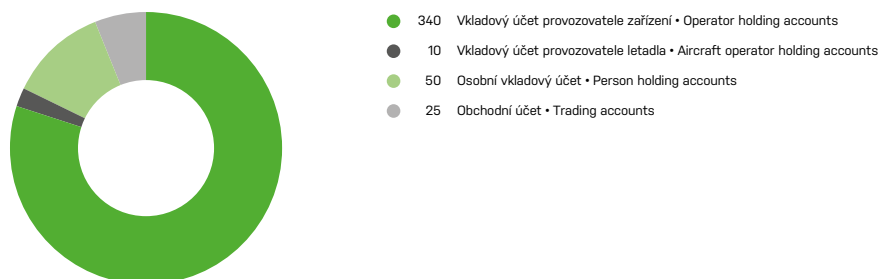 340 Vkladový účet provozovatele zařízení • Operator holding accounts
10 Vkladový účet provozovatele letadla • Aircraft operator holding accounts
50 Osobní vkladový účet • Person holding accounts
25 Obchodní účet • Trading accounts